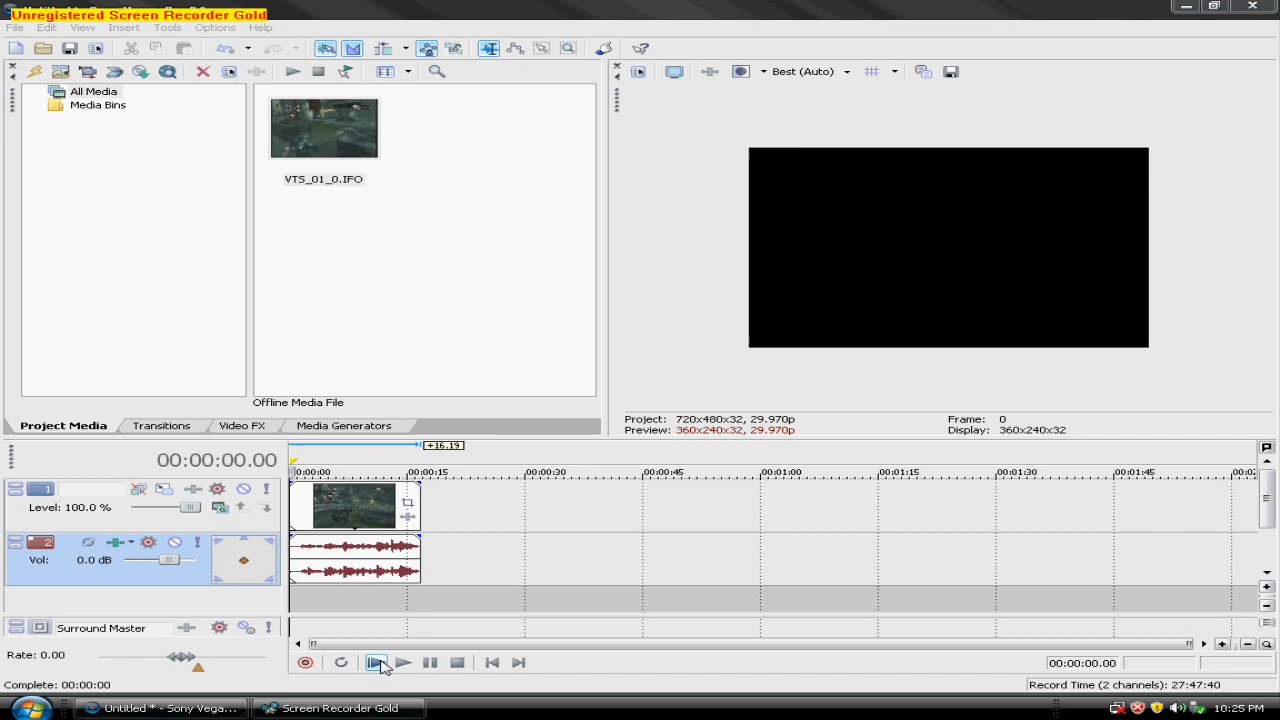 Unregistered Screen Recorder Gold
File Edit View Insert Tools Options Help
Best (Auto)
All Media
Media Bins
VTS_01_0.IFO
Offline Media File
Project Media Transitions Video FX Media Generators
Project: 720x480x32, 29.970p Frame: 0
Preview: 360x240x32, 29.970p Display: 360x240x32
+16.19
00:00:00.00
0:00:00 00:00:15 00:00:30 00:00:45 00:01:00 00:01:15 00:01:30 00:01:45
1
Level: 100.0 %
2
Vol: 0.0 dB
Surround Master
Rate: 0.00
00:00:00.00
Complete: 00:00:00 Record Time (2 channels): 27:47:40
Untitled * - Sony Vega... Screen Recorder Gold 10:25 PM